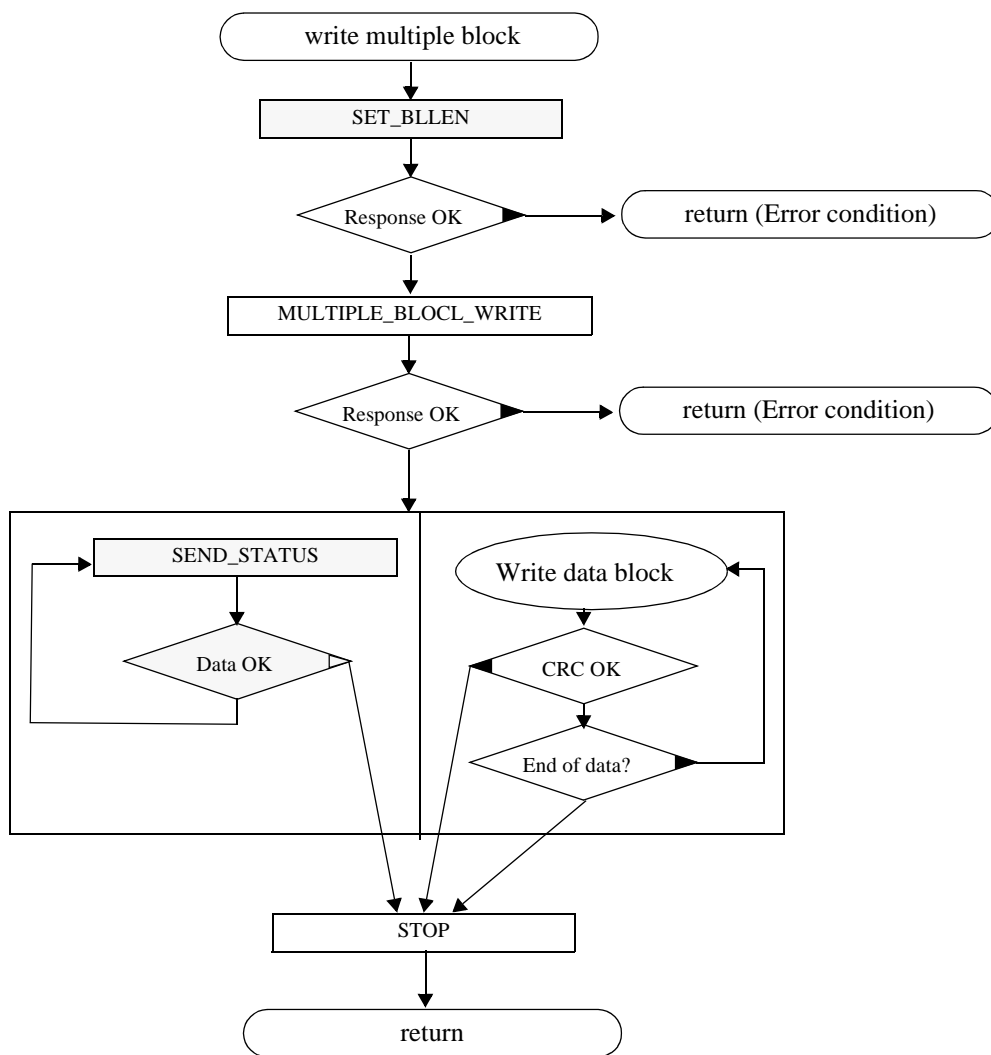 write multiple block
SET_BLLEN
Response OK
return (Error condition)
MULTIPLE_BLOCL_WRITE
Response OK
return (Error condition)
SEND_STATUS
Data OK
Write data block
CRC OK
End of data?
STOP
return